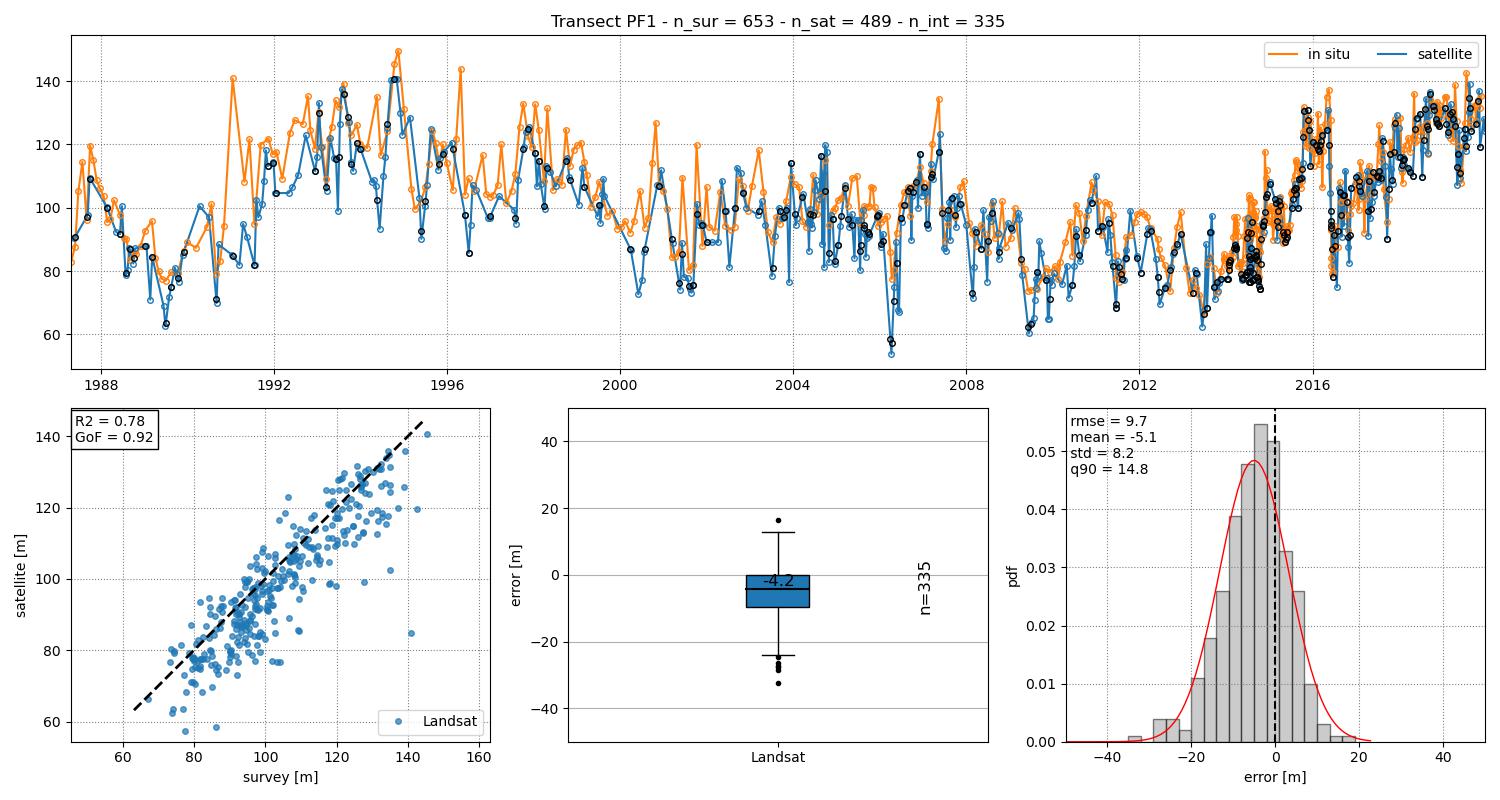 Transect PF1 - n_sur = 653 - n_sat = 489 - n_int = 335
in situ
satellite
140
120
100
80
60
1988
1992
1996
2000
2004
2008
2012
2016
R2 = 0.78
GoF = 0.92
satellite [m]
140
120
100
80
60
Landsat
60
80
100
120
140
160
survey [m]
error [m]
40
20
0
−20
−40
-4.2
n=335
Landsat
rmse = 9.7
mean = -5.1
std = 8.2
q90 = 14.8
pdf
0.05
0.04
0.03
0.02
0.01
0.00
−40
−20
0
20
40
error [m]